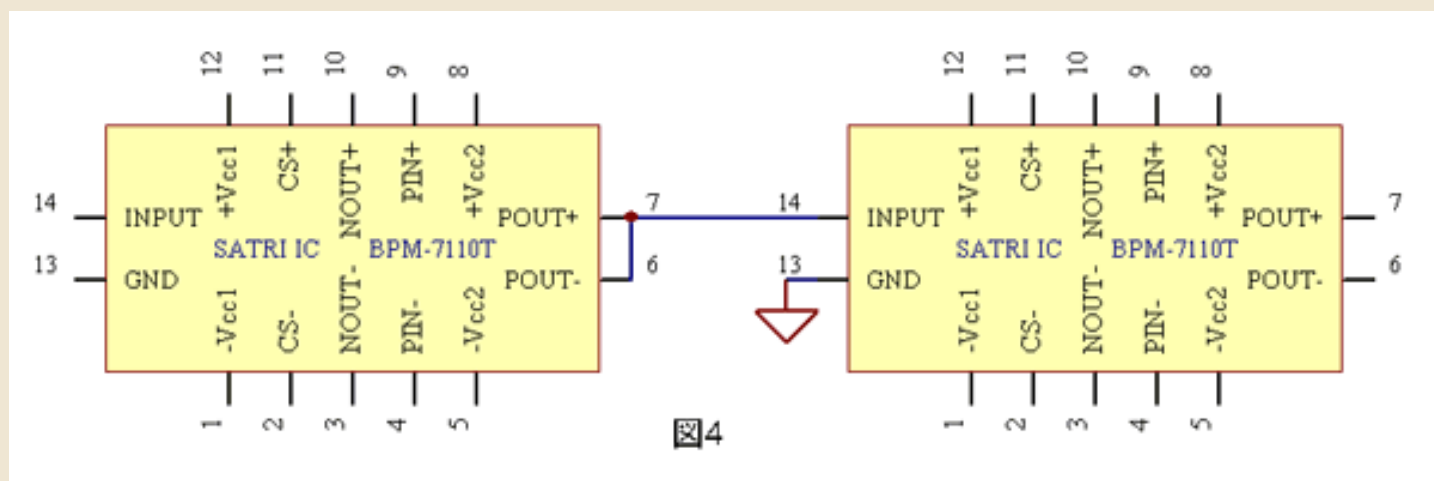 12 11 10 9 8
+Vcc1 CS+ NOUT+ PIN+ +Vcc2
14 INPUT POUT+ 7
SATRI IC BPM-7110T
13 GND POUT- 6
-Vcc1 CS- NOUT- PIN- -Vcc2
1 2 3 4 5
12 11 10 9 8
+Vcc1 CS+ NOUT+ PIN+ +Vcc2
14 INPUT POUT+ 7
SATRI IC BPM-7110T
13 GND POUT- 6
-Vcc1 CS- NOUT- PIN- -Vcc2
1 2 3 4 5
図4